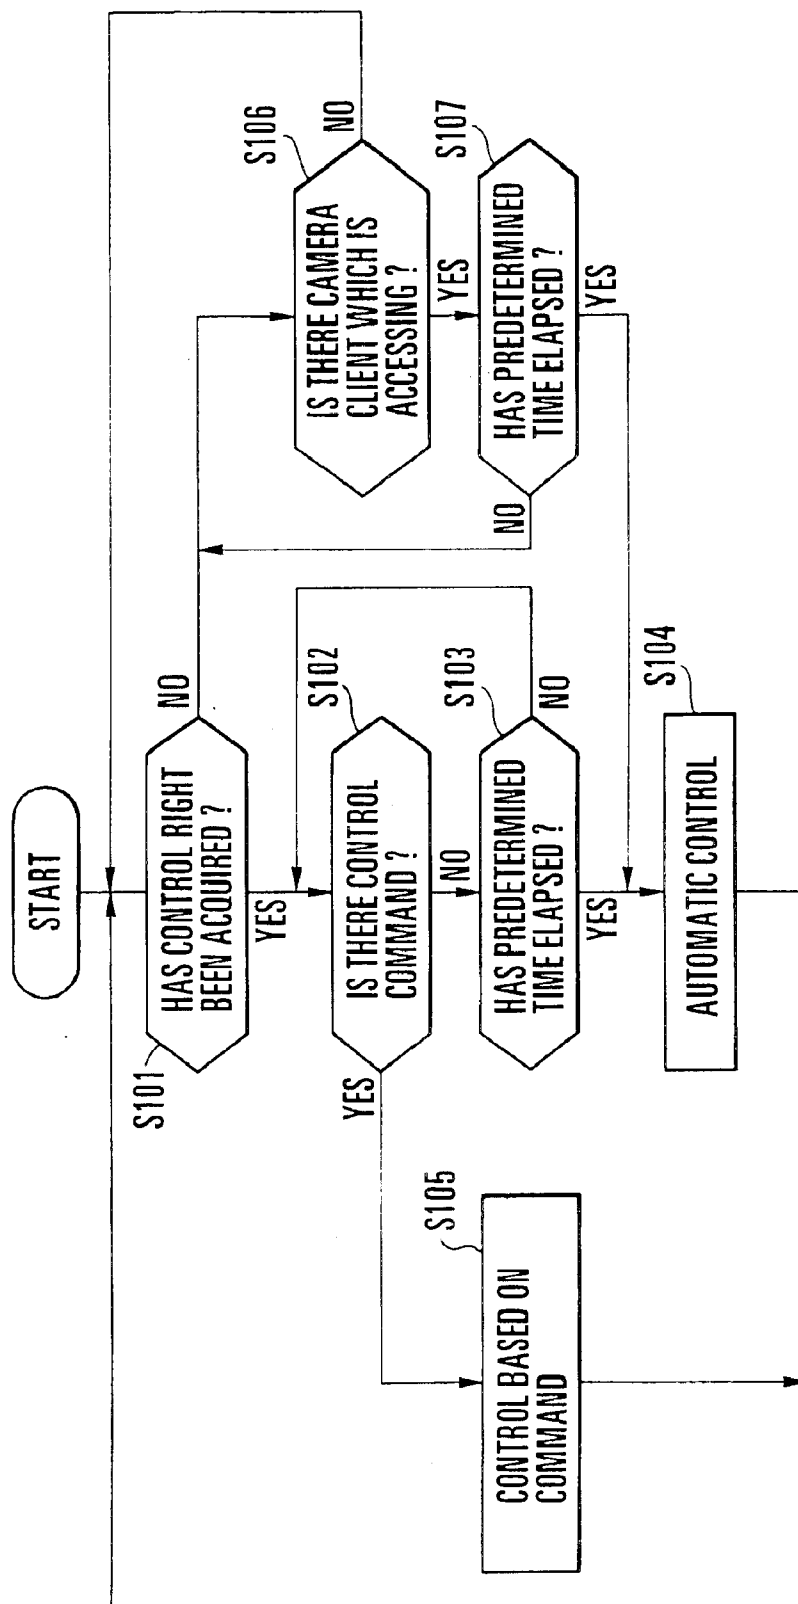 START
S101
HAS CONTROL RIGHT
BEEN ACQUIRED ?
NO
YES
S102
IS THERE CONTROL
COMMAND ?
YES
NO
S103
HAS PREDETERMINED
TIME ELAPSED ?
NO
YES
S104
AUTOMATIC CONTROL
S105
CONTROL BASED ON
COMMAND
S106
IS THERE CAMERA
CLIENT WHICH IS
ACCESSING ?
NO
YES
S107
HAS PREDETERMINED
TIME ELAPSED ?
NO
YES